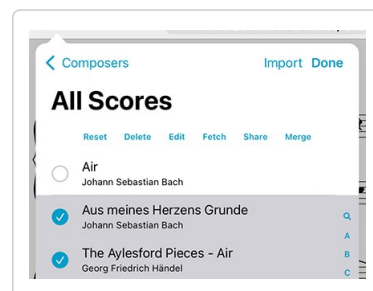 Composers Import Done
All Scores
Reset Delete Edit Fetch Share Merge
Air
Johann Sebastian Bach
Aus meines Herzens Grunde
Johann Sebastian Bach
A
The Aylesford Pieces - Air
B
Georg Friedrich Händel
C